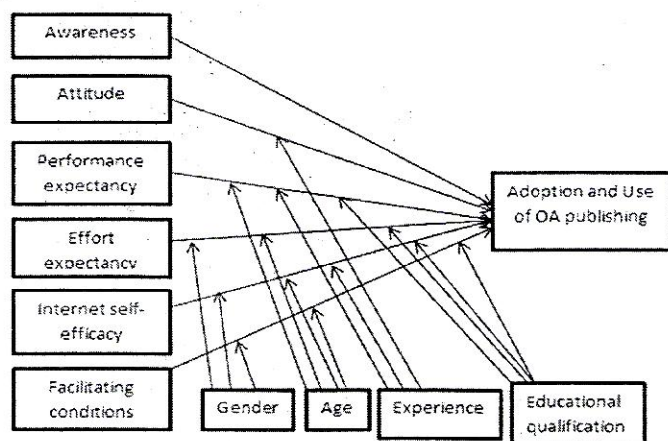 Awareness
Attitude
Performance
expectancy
Effort
expectancy
Internet self-
efficacy
Facilitating
conditions
Adoption and Use
of OA publishing
Gender
Age
Experience
Educational
qualification